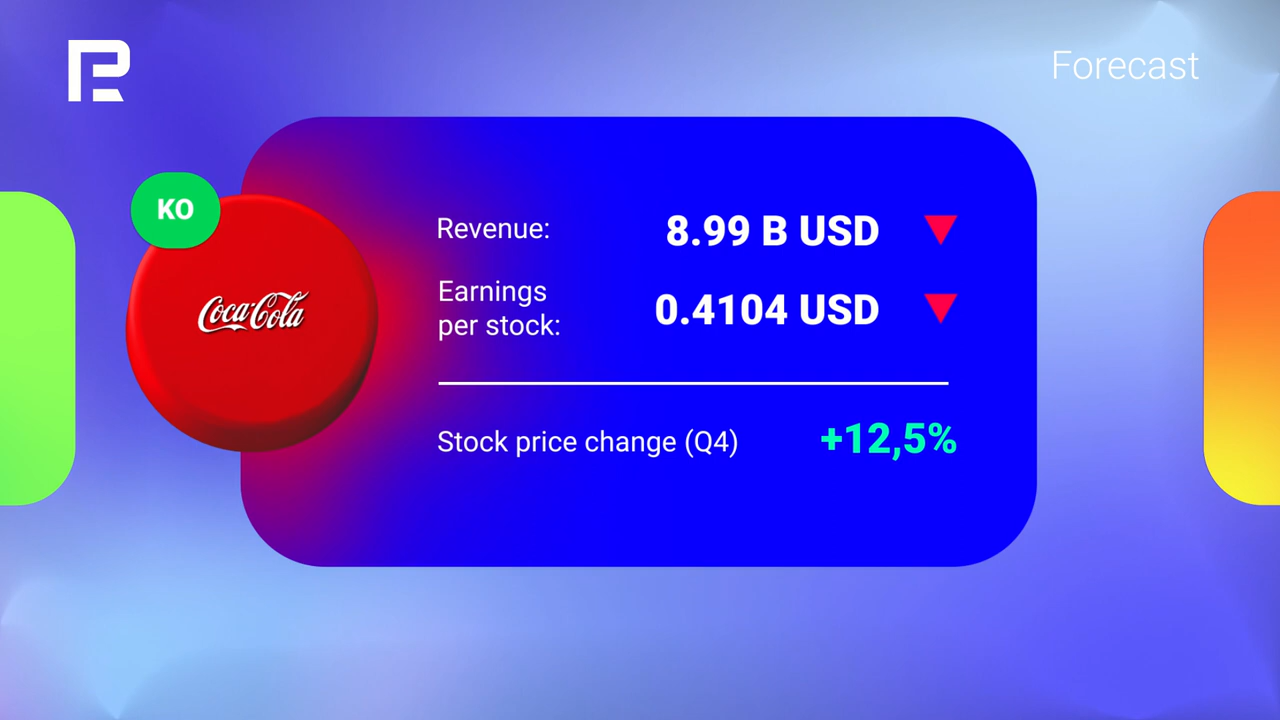 Forecast
KO
Coca-Cola
Revenue: 8.99 B USD
Earnings
per stock: 0.4104 USD
Stock price change (Q4) +12,5%